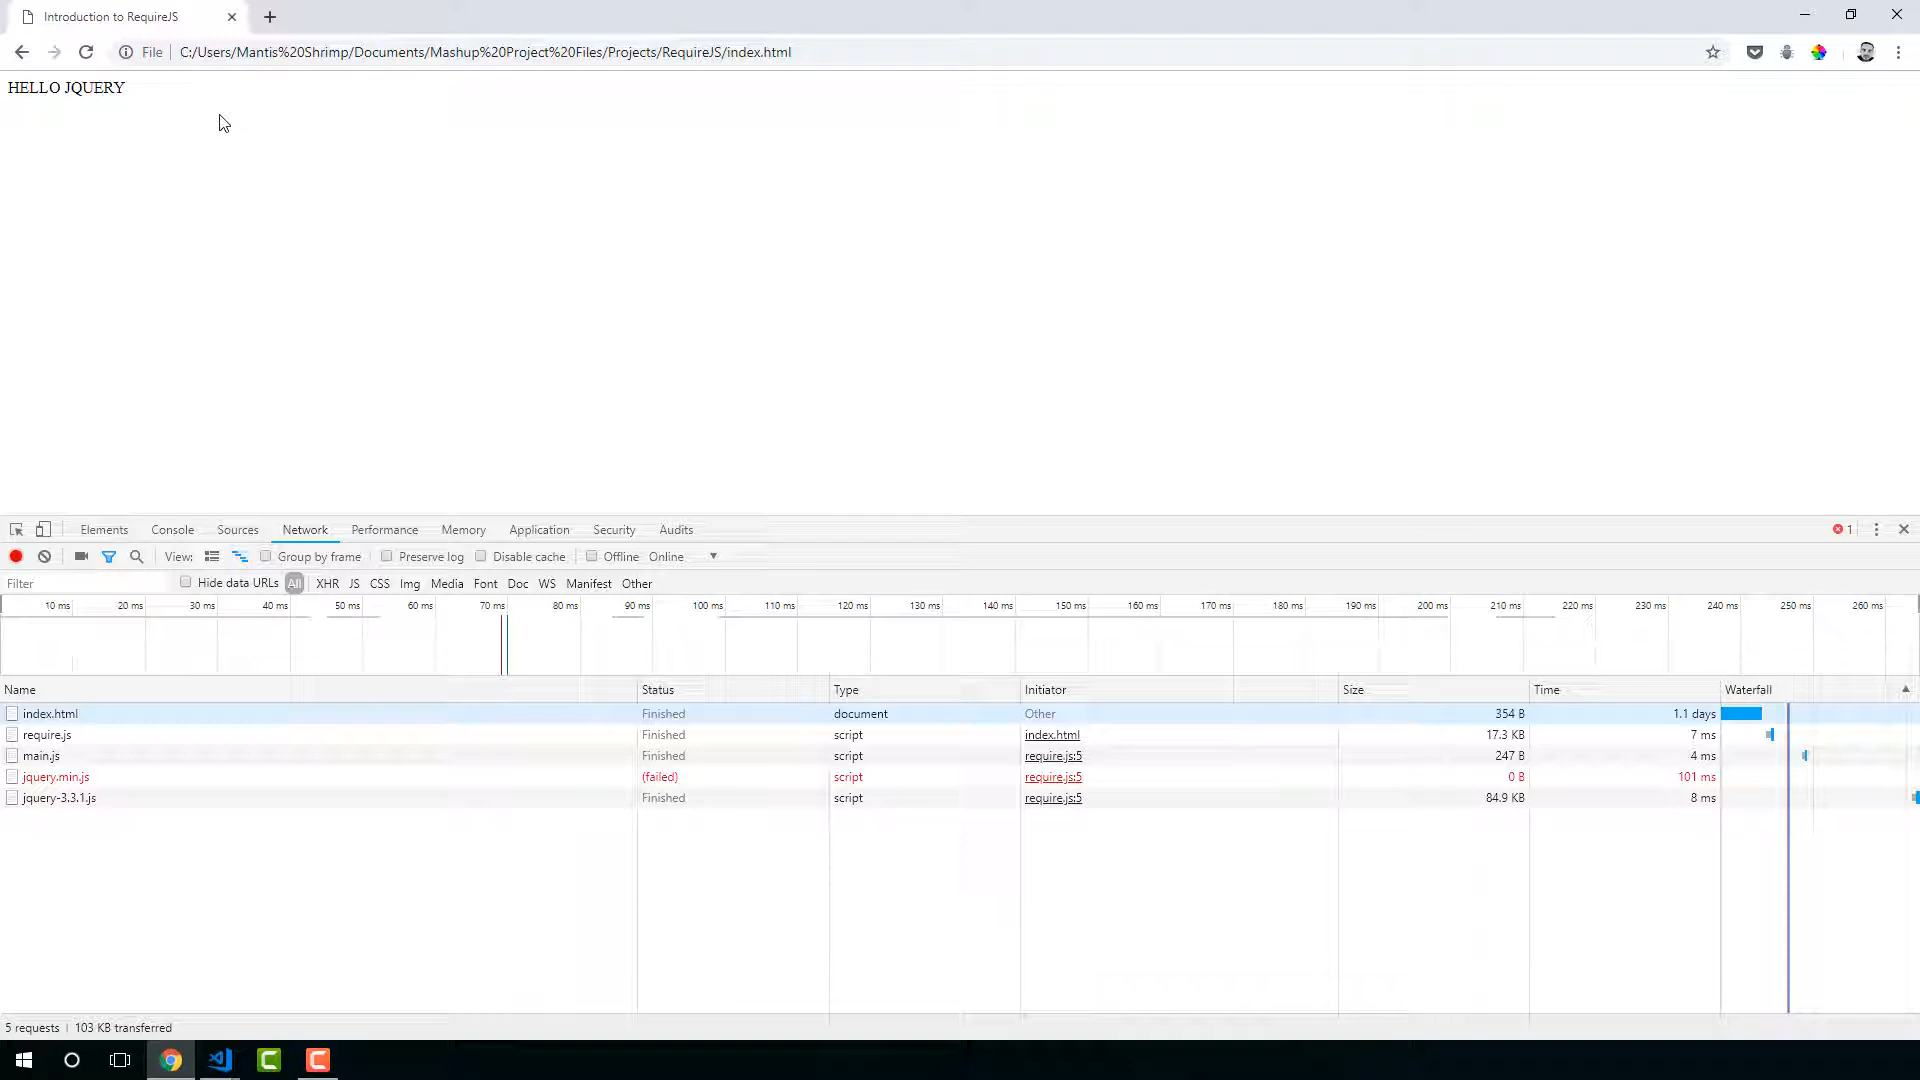 Introduction to RequireJS
File C:/Users/Mantis%20Shrimp/Documents/Mashup%20Project%20Files/Projects/RequireJS/index.html
HELLO JQUERY
Elements Console Sources Network Performance Memory Application Security Audits 1
View: Group by frame Preserve log Disable cache Offline Online
Filter Hide data URLs All XHR JS CSS Img Media Font Doc WS Manifest Other
10 ms 20 ms 30 ms 40 ms 50 ms 60 ms 70 ms 80 ms 90 ms 100 ms 110 ms 120 ms 130 ms 140 ms 150 ms 160 ms 170 ms 180 ms 190 ms 200 ms 210 ms 220 ms 230 ms 240 ms 250 ms 260 ms
Name Status Type Initiator Size Time Waterfall
index.html Finished document Other 354 B 1.1 days
require.js Finished script index.html 17.3 KB 7 ms
main.js Finished script require.js:5 247 B 4 ms
jquery.min.js (failed) script require.js:5 0 B 101 ms
jquery-3.3.1.js Finished script require.js:5 84.9 KB 8 ms
5 requests | 103 KB transferred